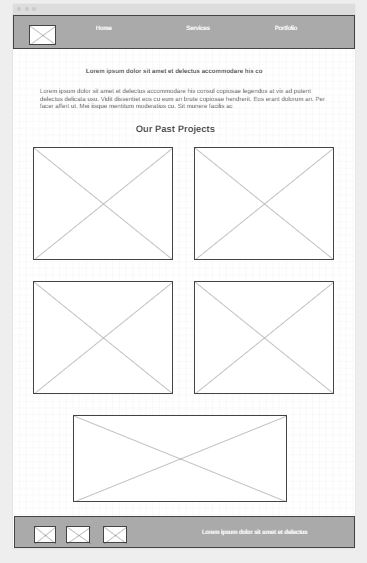 Home Services Portfolio
Lorem ipsum dolor sit amet et delectus accommodare his co
Lorem ipsum dolor sit amet et delectus accommodare his consul copiosae legendos at vix ad putent
delectus delicata usu. Vidit dissentiet eos cu eum an brute copiosae hendrerit. Eos erant dolorum an. Per
facer affert ut. Mei iisque mentitum moderatius cu. Sit munere facilis ac
Our Past Projects
Lorem ipsum dolor sit amet et delectus